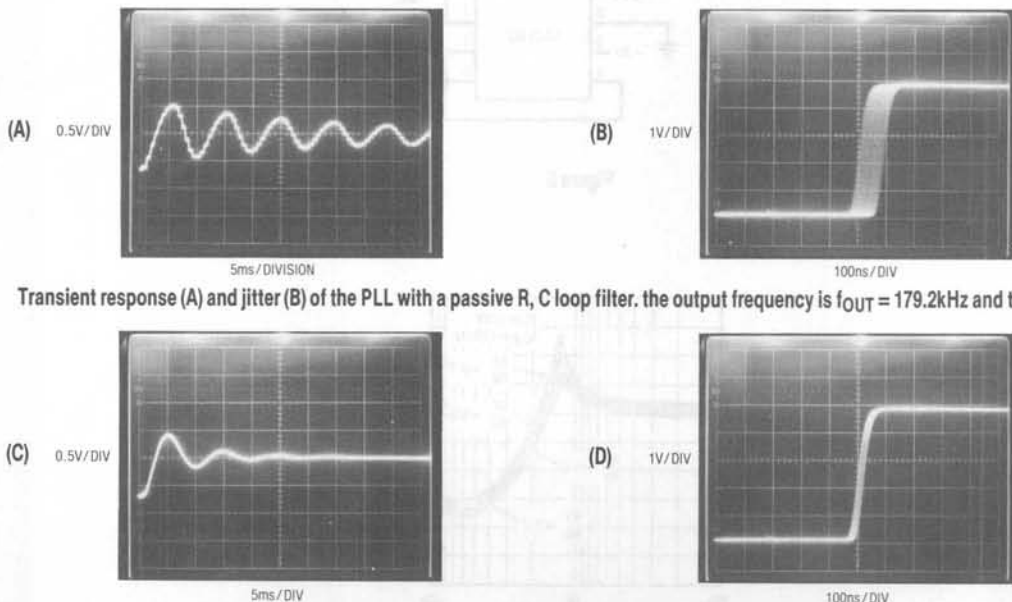 (A)
0.5V/DIV
5ms/DIVISION
(B)
1V/DIV
100ns/DIV
Transient response (A) and jitter (B) of the PLL with a passive R, C loop filter. the output frequency is fOUT = 179.2kHz and t
(C)
0.5V/DIV
5ms/DIV
(D)
1V/DIV
100ns/DIV